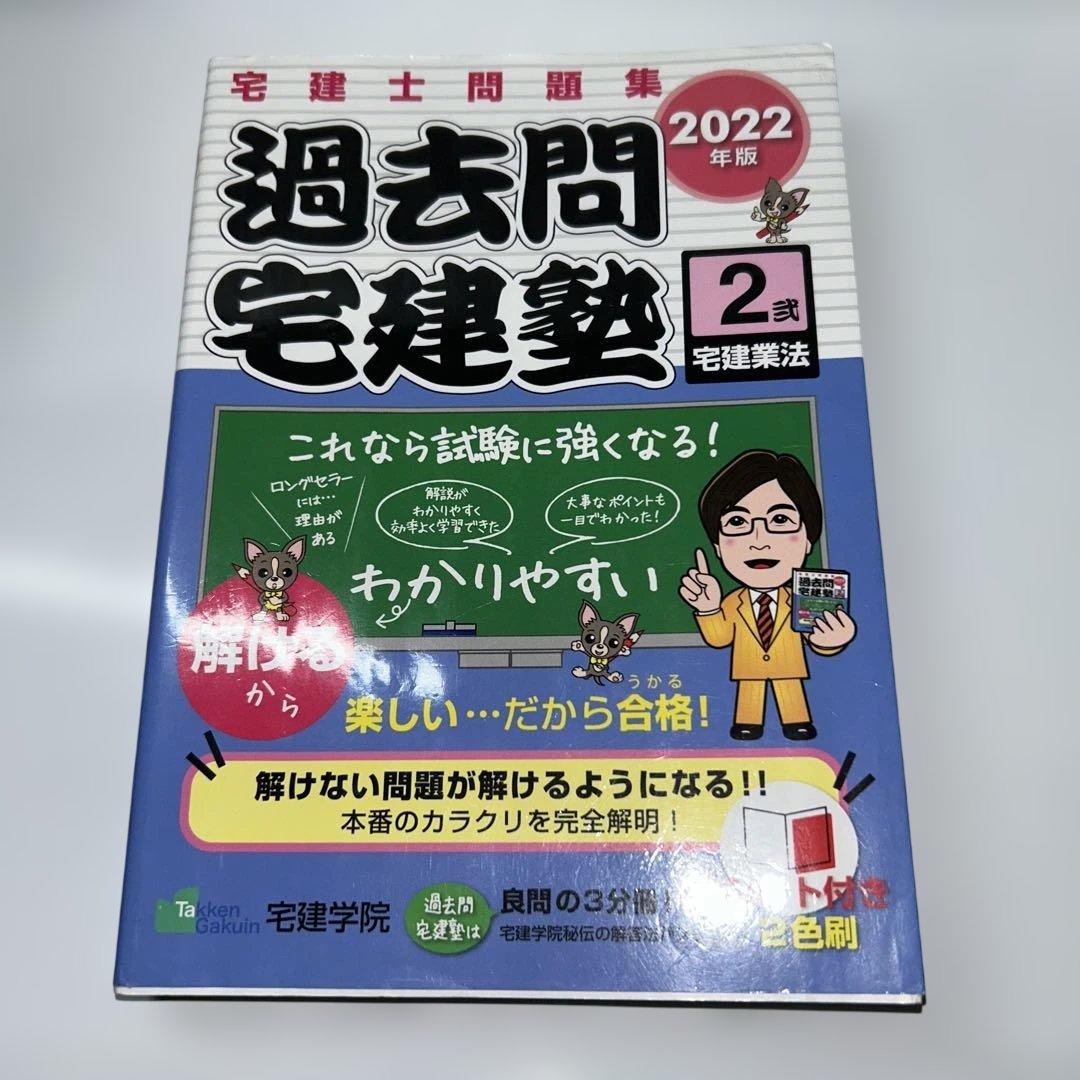 宅建士問題集
2022
年版
過去問
宅建塾
2 弐
宅建業法
これなら試験に強くなる!
ロングセラー
には…
理由が
ある
解説が
わかりやすく
効率よく学習できた
大事なポイントも
一目でわかった!
わかりやすい
過去問
宅建塾
解ける
から
うかる
楽しい…だから合格!
解けない問題が解けるようになる!!
本番のカラクリを完全解明!
Takken
Gakuin
宅建学院
過去問
宅建塾は
良問の3分冊!
宅建学院秘伝の解答法
ト付き
2色刷